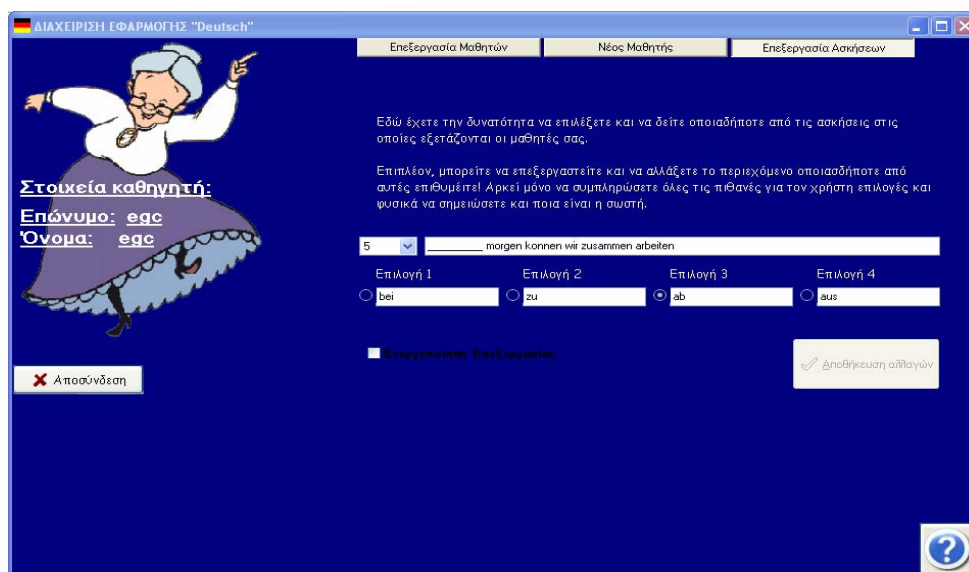 ΔΙΑΧΕΙΡΙΣΗ ΕΦΑΡΜΟΓΗΣ "Deutsch"
Επεξεργασία Μαθητών
Νέος Μαθητής
Επεξεργασία Ασκήσεων
Εδώ έχετε την δυνατότητα να επιλέξετε και να δείτε οποιαδήποτε από τις ασκήσεις στις
οποίες εξετάζονται οι μαθητές σας.
Επιπλέον, μπορείτε να επεξεργαστείτε και να αλλάξετε το περιεχόμενο οποιασδήποτε από
αυτές επιθυμείτε! Αρκεί μόνο να συμπληρώσετε όλες τις πιθανές για τον χρήστη επιλογές και
φυσικά να σημειώσετε και ποια είναι η σωστή.
Στοιχεία καθηγητή:
Επώνυμο: egc
Όνομα: egc
5 ________ morgen konnen wir zusammen arbeiten
Επιλογή 1 Επιλογή 2 Επιλογή 3 Επιλογή 4
bei zu ab aus
Ενεργοποίηση Επεξεργασίας
Αποθήκευση αλλαγών
Αποσύνδεση